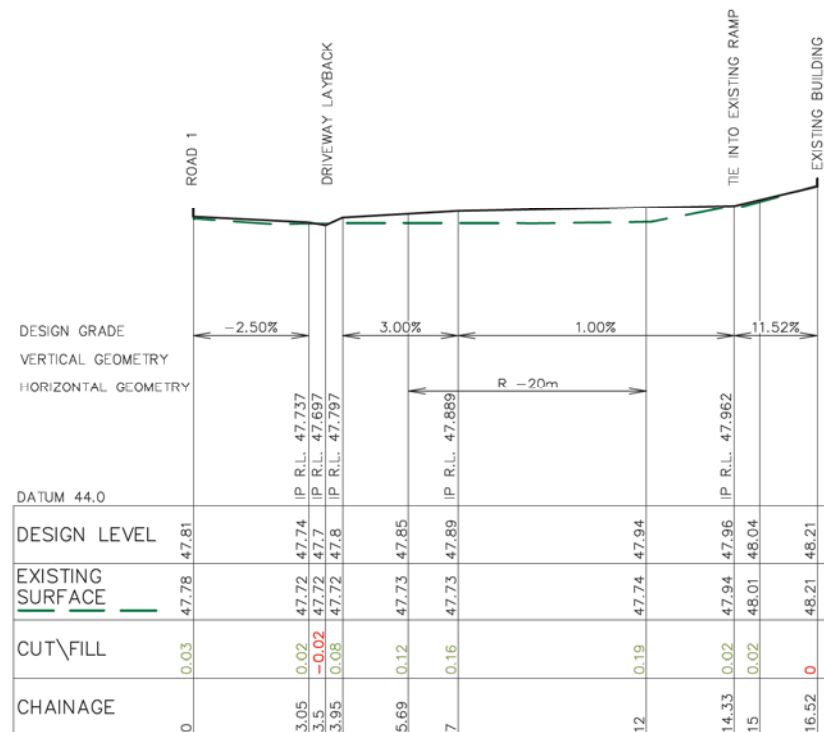 ROAD 1
DRIVEWAY LAYBACK
TIE INTO EXISTING RAMP
EXISTING BUILDING
DESIGN GRADE -2.50% 3.00% 1.00% 11.52%
VERTICAL GEOMETRY
HORIZONTAL GEOMETRY R -20m
IP R.L. 47.737
IP R.L. 47.697
IP R.L. 47.797
IP R.L. 47.889
IP R.L. 47.962
DATUM 44.0
DESIGN LEVEL 47.81 47.74 47.7 47.8 47.85 47.89 47.94 47.96 48.04 48.21
EXISTING
SURFACE 47.78 47.72 47.72 47.72 47.73 47.73 47.74 47.94 48.01 48.21
CUT\FILL 0.03 0.02 -0.02 0.08 0.12 0.16 0.19 0.02 0.02 0
CHAINAGE 0 3.05 3.5 3.95 5.69 7 12 14.33 15 16.52